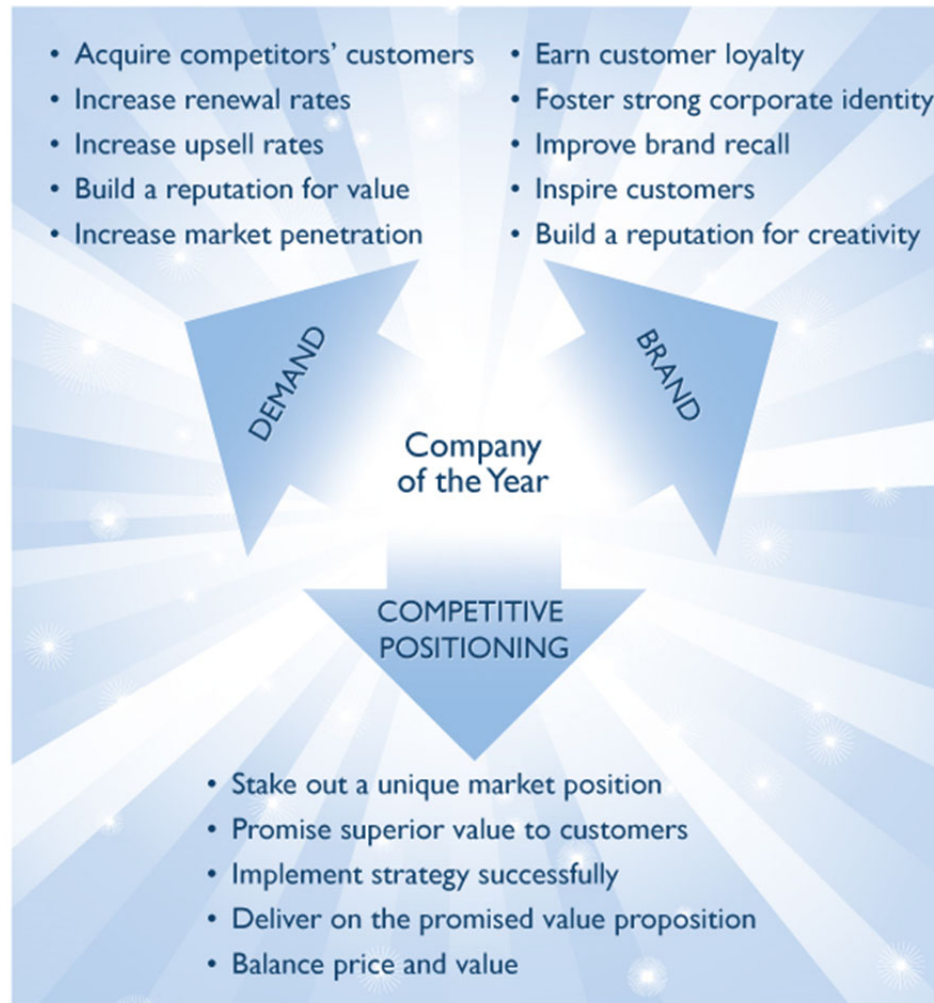 • Acquire competitors’ customers
• Increase renewal rates
• Increase upsell rates
• Build a reputation for value
• Increase market penetration
• Earn customer loyalty
• Foster strong corporate identity
• Improve brand recall
• Inspire customers
• Build a reputation for creativity
DEMAND
BRAND
Company
of the Year
COMPETITIVE
POSITIONING
• Stake out a unique market position
• Promise superior value to customers
• Implement strategy successfully
• Deliver on the promised value proposition
• Balance price and value